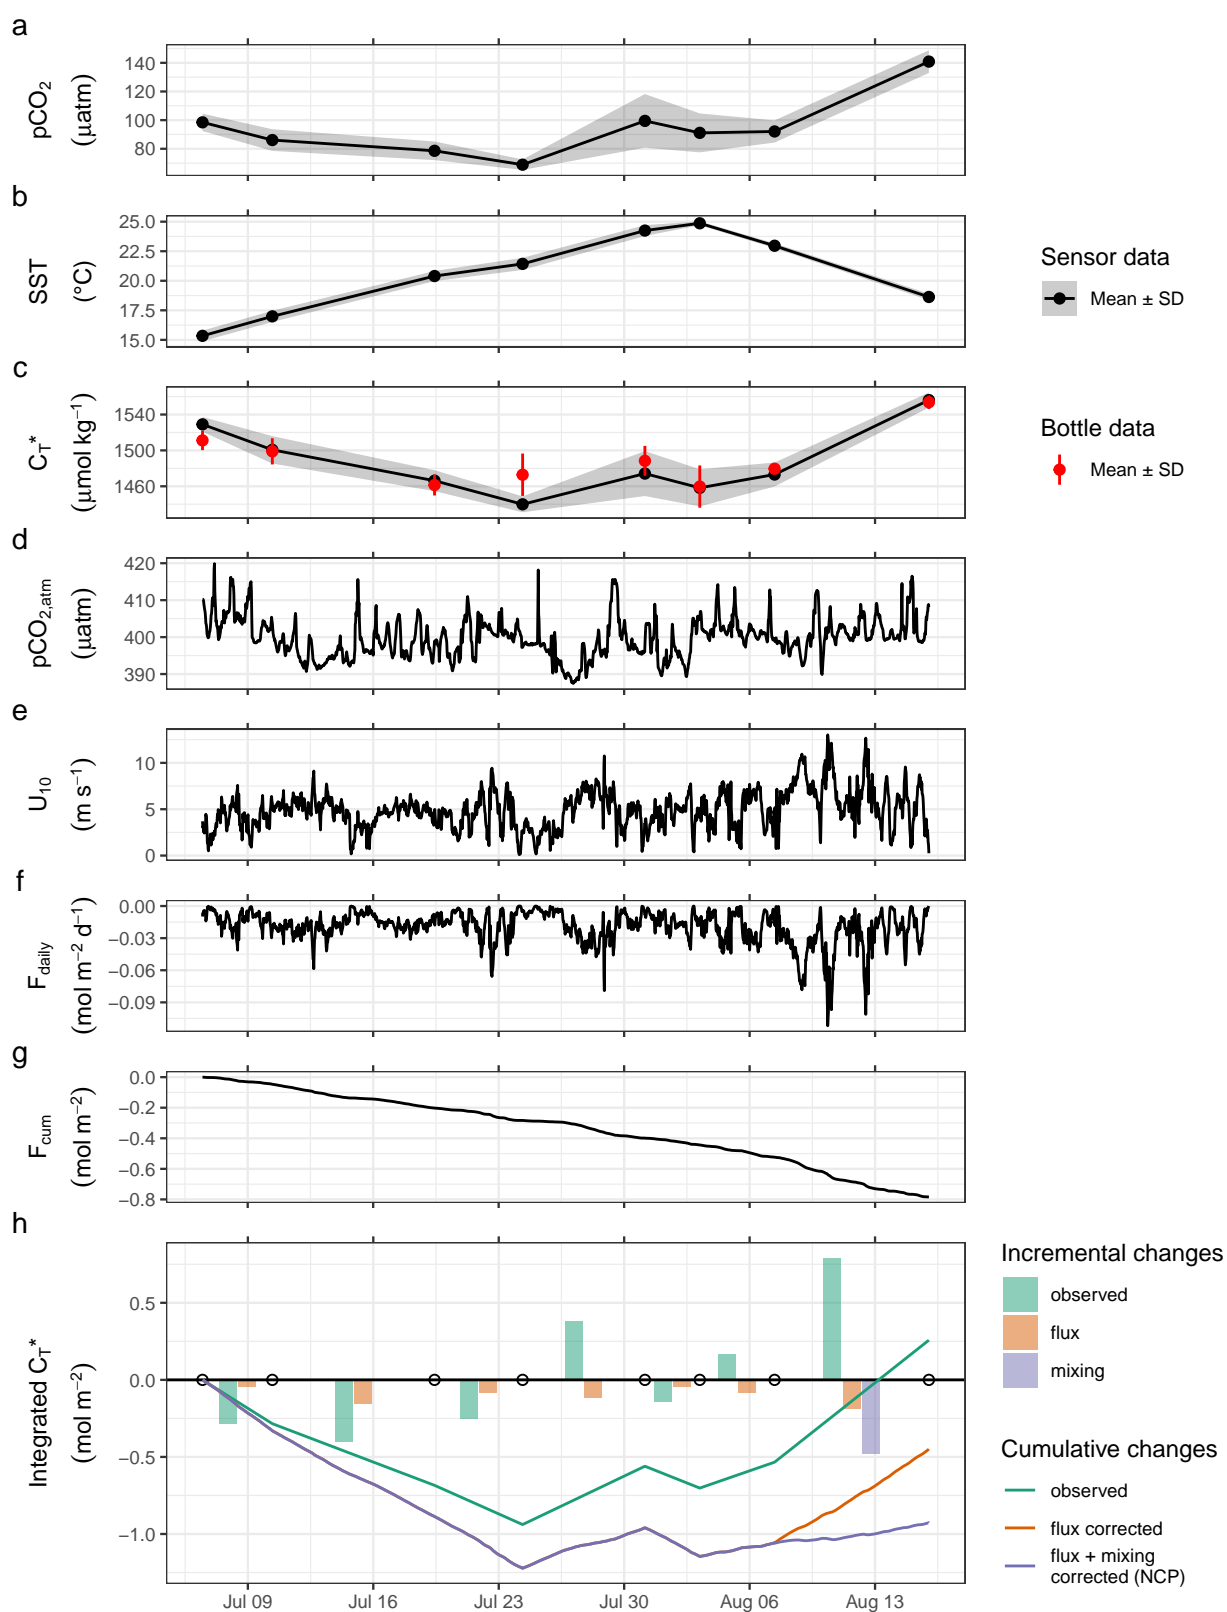 a
pCO₂
(µatm)
140
120
100
80
b
SST
(°C)
25.0
22.5
20.0
17.5
15.0
Sensor data
Mean ± SD
c
C_T*
(µmol kg⁻¹)
1540
1500
1460
Bottle data
Mean ± SD
d
pCO₂,atm
(µatm)
420
410
400
390
e
U₁₀
(m s⁻¹)
10
5
0
f
F_daily
(mol m⁻² d⁻¹)
0.00
−0.03
−0.06
−0.09
g
F_cum
(mol m⁻²)
0.0
−0.2
−0.4
−0.6
−0.8
h
Integrated C_T*
(mol m⁻²)
0.5
0.0
−0.5
−1.0
Jul 09 Jul 16 Jul 23 Jul 30 Aug 06 Aug 13
Incremental changes
observed
flux
mixing
Cumulative changes
observed
flux corrected
flux + mixing
corrected (NCP)